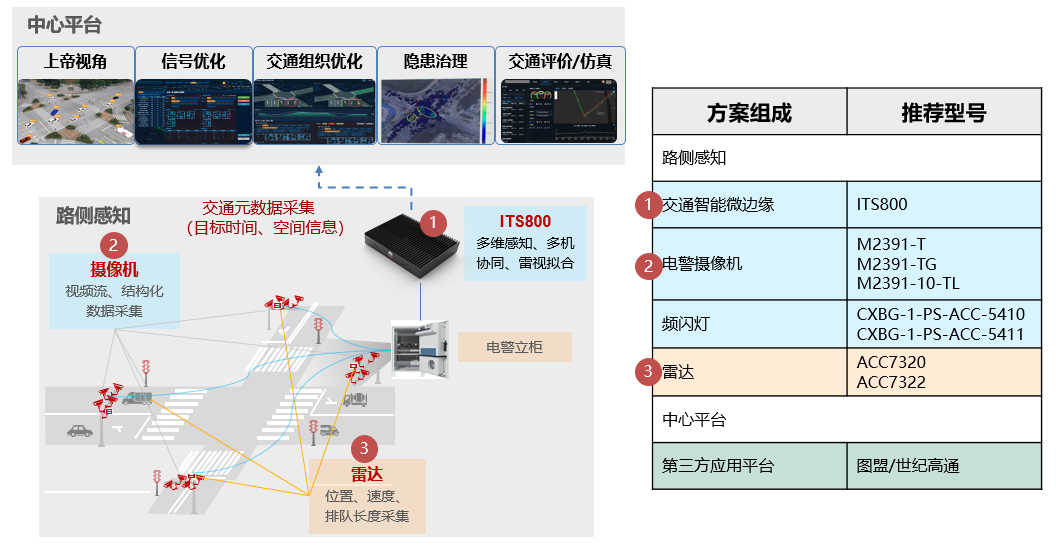 中心平台
上帝视角
信号优化
交通组织优化
隐患治理
交通评价/仿真
路侧感知
交通元数据采集
(目标时间、空间信息)
1
ITS800
多维感知、多机
协同、雷视拟合
2
摄像机
视频流、结构化
数据采集
电警立柜
3
雷达
位置、速度、
排队长度采集
方案组成
推荐型号
路侧感知
1
交通智能微边缘
ITS800
2
电警摄像机
M2391-T
M2391-TG
M2391-10-TL
频闪灯
CXBG-1-PS-ACC-5410
CXBG-1-PS-ACC-5411
3
雷达
ACC7320
ACC7322
中心平台
第三方应用平台
图盟/世纪高通